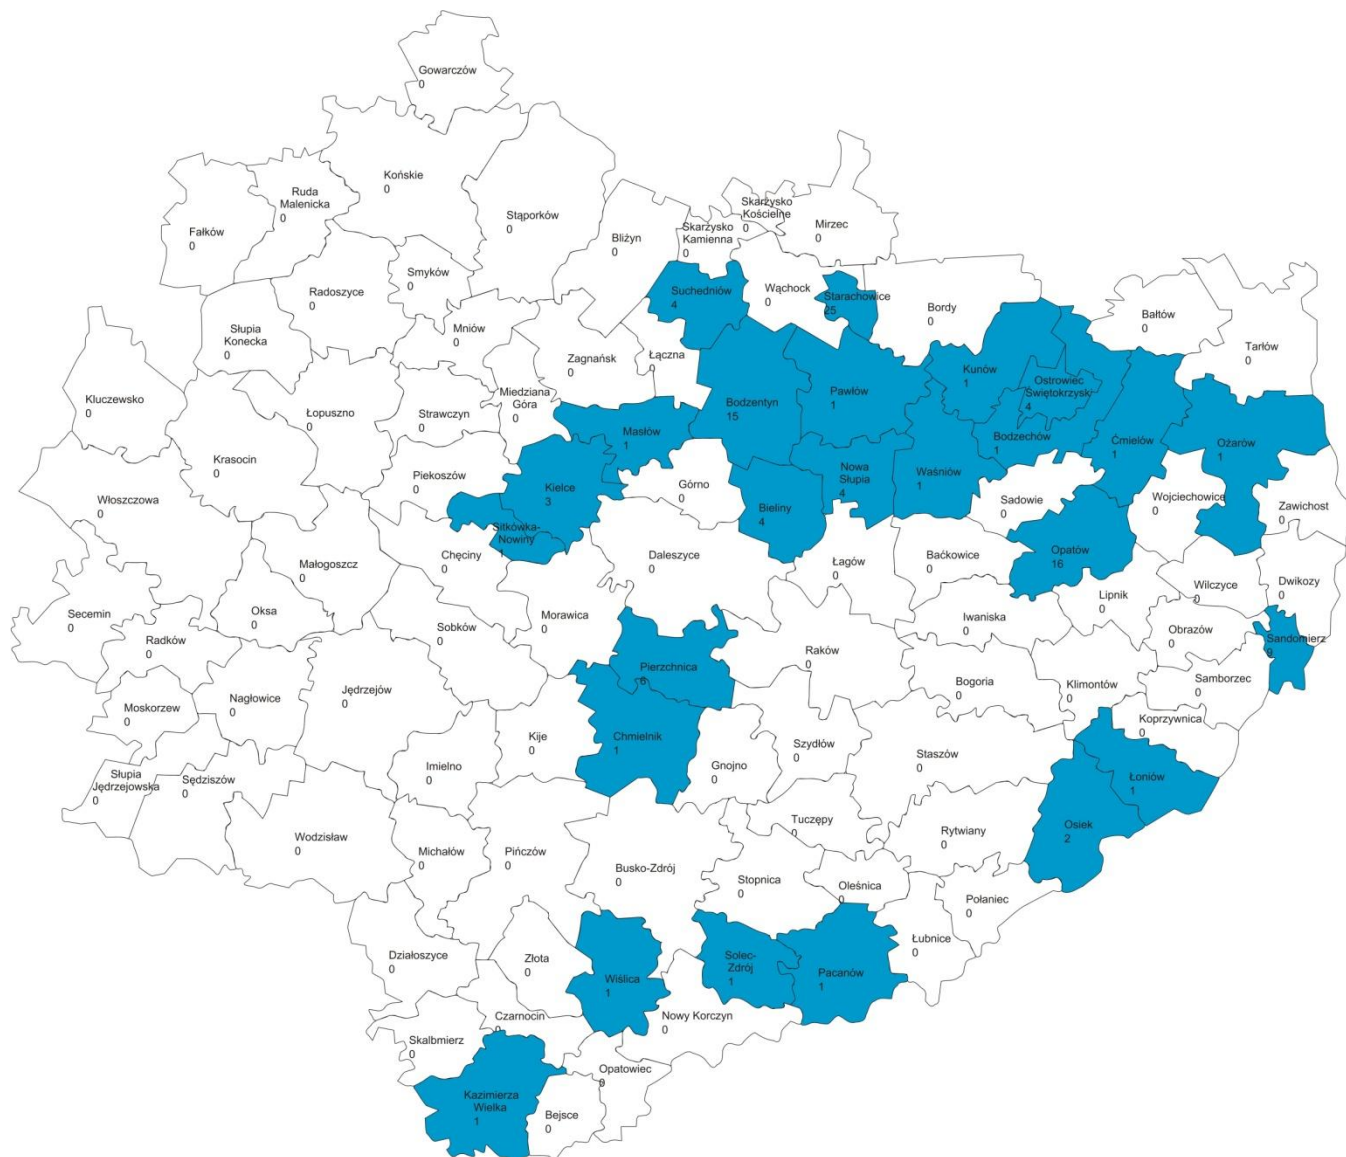 Gowarczów
0
Końskie
0
Ruda
Malenicka
0
Stąporków
0
Fałków
0
Bliżyn
0
Skarżysko
Kamienna
0
Skarżysko
Kościelne
0
Mirzec
0
Smyków
0
Radoszyce
0
Suchedniów
4
Wąchock
0
Starachowice
25
Bordy
0
Bałtów
0
Tarłów
0
Słupia
Konecka
0
Mniów
0
Zagnańsk
0
Łączna
0
Kluczewsko
0
Łopuszno
0
Strawczyn
0
Miedziana
Góra
0
Bodzentyn
15
Pawłów
1
Kunów
1
Ostrowiec
Świętokrzysk
4
Masłów
1
Bodzechów
1
Ćmielów
1
Ożarów
1
Krasocin
0
Piekoszów
0
Kielce
3
Górno
0
Nowa
Słupia
4
Waśniów
1
Bieliny
4
Sadowie
0
Wojciechowice
0
Zawichost
0
Włoszczowa
0
Sitkówka-
Nowiny
1
Chęciny
0
Daleszyce
0
Łagów
0
Baćkowice
0
Opatów
16
Małogoszcz
0
Wilczyce
0
Dwikozy
0
Lipnik
0
Secemin
0
Oksa
0
Radków
0
Sobków
0
Morawica
0
Iwaniska
0
Obrazów
0
Sandomierz
9
Raków
0
Pierzchnica
6
Bogoria
0
Klimontów
0
Samborzec
0
Moskorzew
0
Nagłowice
0
Jędrzejów
0
Koprzywnica
0
Kije
0
Chmielnik
1
Szydłów
0
Staszów
0
Gnojno
0
Imielno
0
Łoniów
1
Słupia
Jędrzejowska
0
Sędziszów
0
Osiek
2
Tuczępy
0
Rytwiany
0
Wodzisław
0
Michałów
0
Pińczów
0
Busko-Zdrój
0
Stopnica
0
Oleśnica
0
Połaniec
0
Łubnice
0
Działoszyce
0
Złota
0
Wiślica
1
Solec-
Zdrój
1
Pacanów
1
Czarnocin
0
Nowy Korczyn
0
Skalbmierz
0
Opatowiec
0
Kazimierza
Wielka
1
Bejsce
0